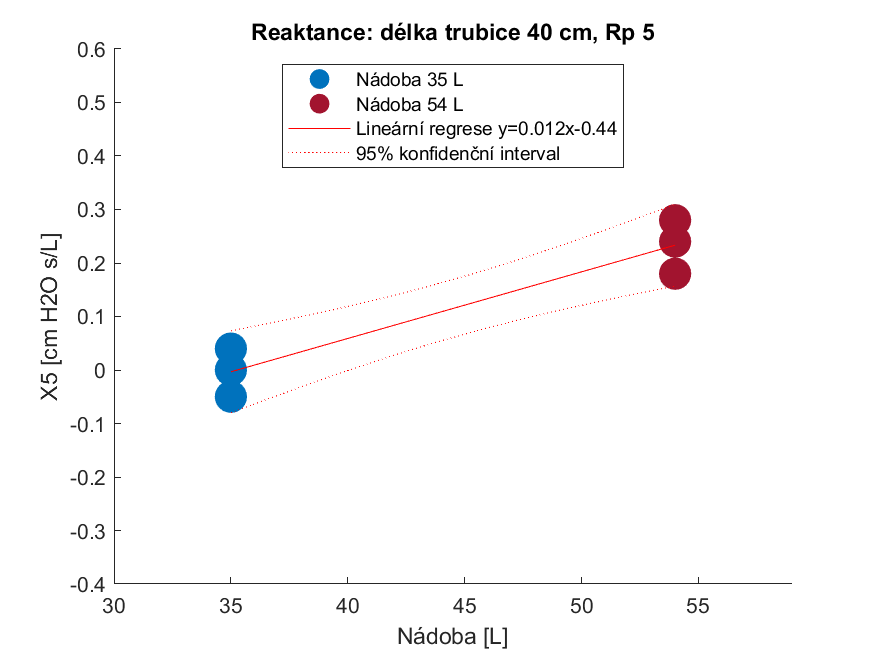 Reaktance: délka trubice 40 cm, Rp 5
Nádoba 35 L
Nádoba 54 L
Lineární regrese y=0.012x-0.44
95% konfidenční interval
X5 [cm H2O s/L]
0.6
0.5
0.4
0.3
0.2
0.1
0
-0.1
-0.2
-0.3
-0.4
30 35 40 45 50 55
Nádoba [L]